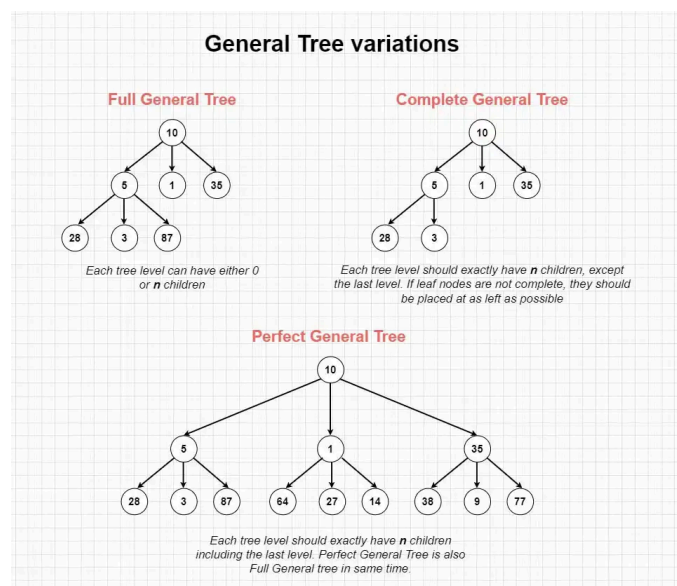 General Tree variations
Full General Tree
10
5 1 35
28 3 87
Each tree level can have either 0
or n children
Complete General Tree
10
5 1 35
28 3
Each tree level should exactly have n children, except
the last level. If leaf nodes are not complete, they should
be placed at as left as possible
Perfect General Tree
10
5 1 35
28 3 87 64 27 14 38 9 77
Each tree level should exactly have n children
including the last level. Perfect General Tree is also
Full General tree in same time.